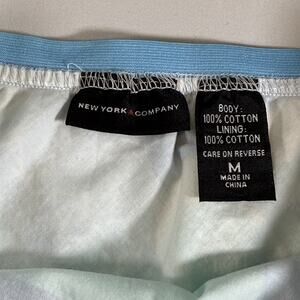 NEW YORK & COMPANY
BODY:
100% COTTON
LINING:
100% COTTON
CARE ON REVERSE
M
MADE IN
CHINA